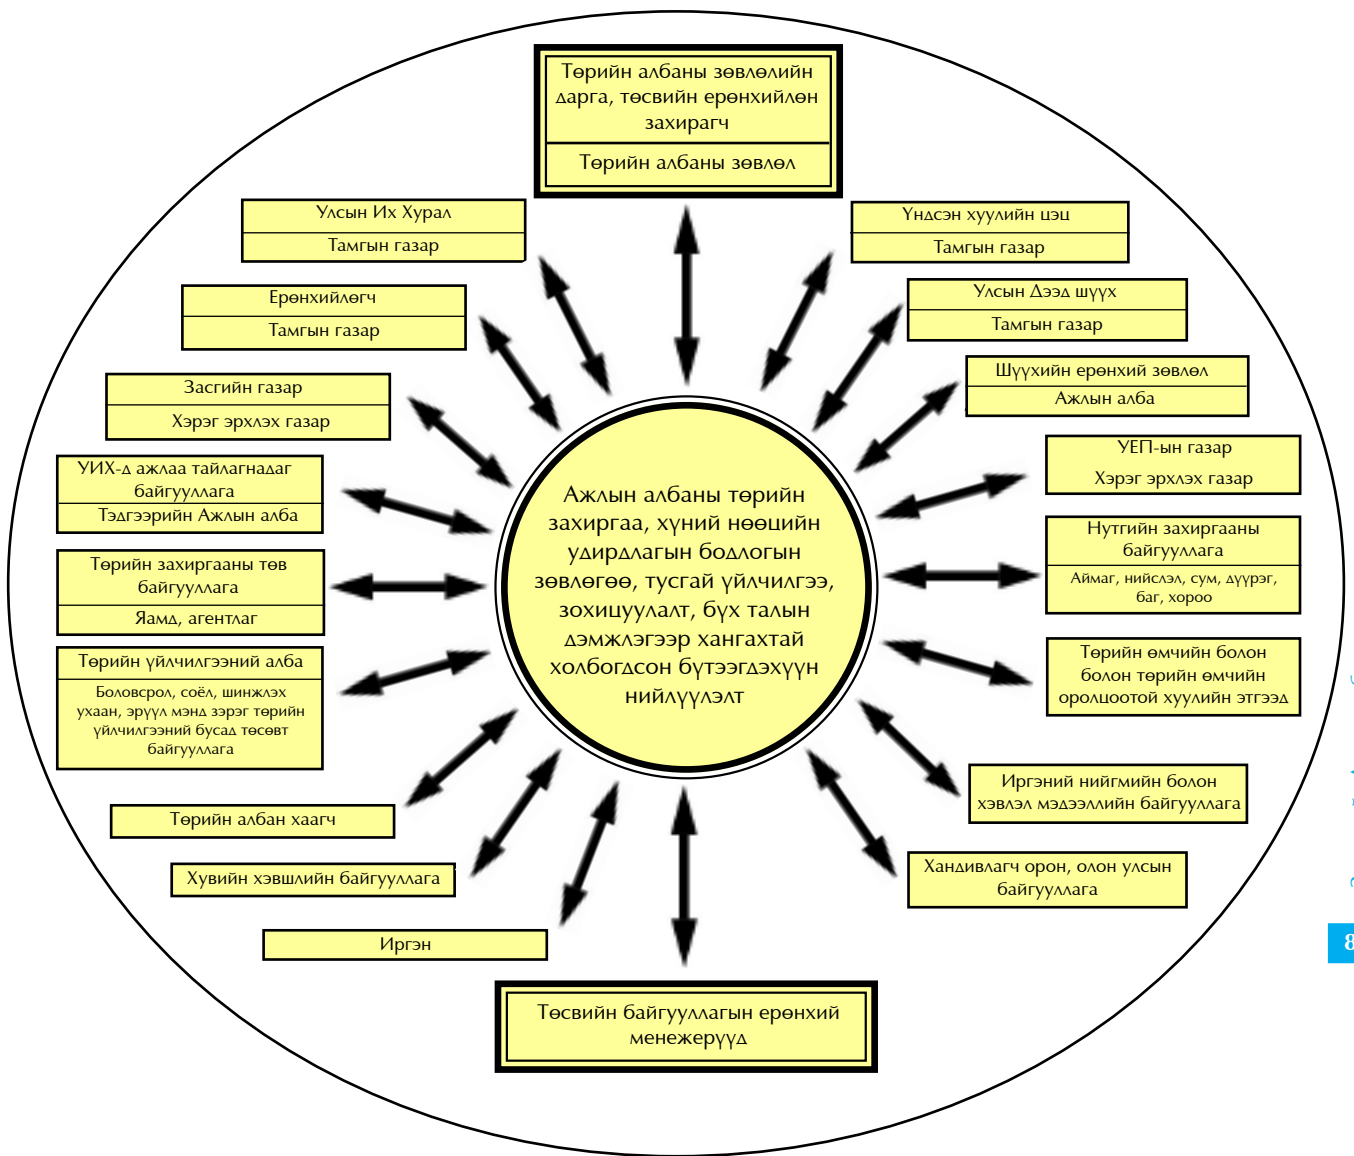 Төрийн албаны зөвлөлийн
дарга, төсвийн ерөнхийлөн
захирагч
Төрийн албаны зөвлөл
Улсын Их Хурал
Тамгын газар
Үндсэн хуулийн цэц
Тамгын газар
Ерөнхийлөгч
Тамгын газар
Улсын Дээд шүүх
Тамгын газар
Засгийн газар
Хэрэг эрхлэх газар
Шүүхийн ерөнхий зөвлөл
Ажлын алба
УИХ-д ажлаа тайлагнадаг
байгууллага
Тэдгээрийн Ажлын алба
УЕП-ын газар
Хэрэг эрхлэх газар
Төрийн захиргааны төв
байгууллага
Яамд, агентлаг
Нутгийн захиргааны
байгууллага
Аймаг, нийслэл, сум, дүүрэг,
баг, хороо
Төрийн үйлчилгээний алба
Боловсрол, соёл, шинжлэх
ухаан, эрүүл мэнд зэрэг төрийн
үйлчилгээний бусад төсөвт
байгууллага
Төрийн өмчийн болон
болон төрийн өмчийн
оролцоотой хуулийн этгээд
Ажлын албаны төрийн
захиргаа, хүний нөөцийн
удирдлагын бодлогын
зөвлөгөө, тусгай үйлчилгээ,
зохицуулалт, бүх талын
дэмжлэгээр хангахтай
холбогдсон бүтээгдэхүүн
нийлүүлэлт
Төрийн албан хаагч
Иргэний нийгмийн болон
хэвлэл мэдээллийн байгууллага
Хувийн хэвшлийн байгууллага
Хандивлагч орон, олон улсын
байгууллага
Иргэн
Төсвийн байгууллагын ерөнхий
менежерүүд
8